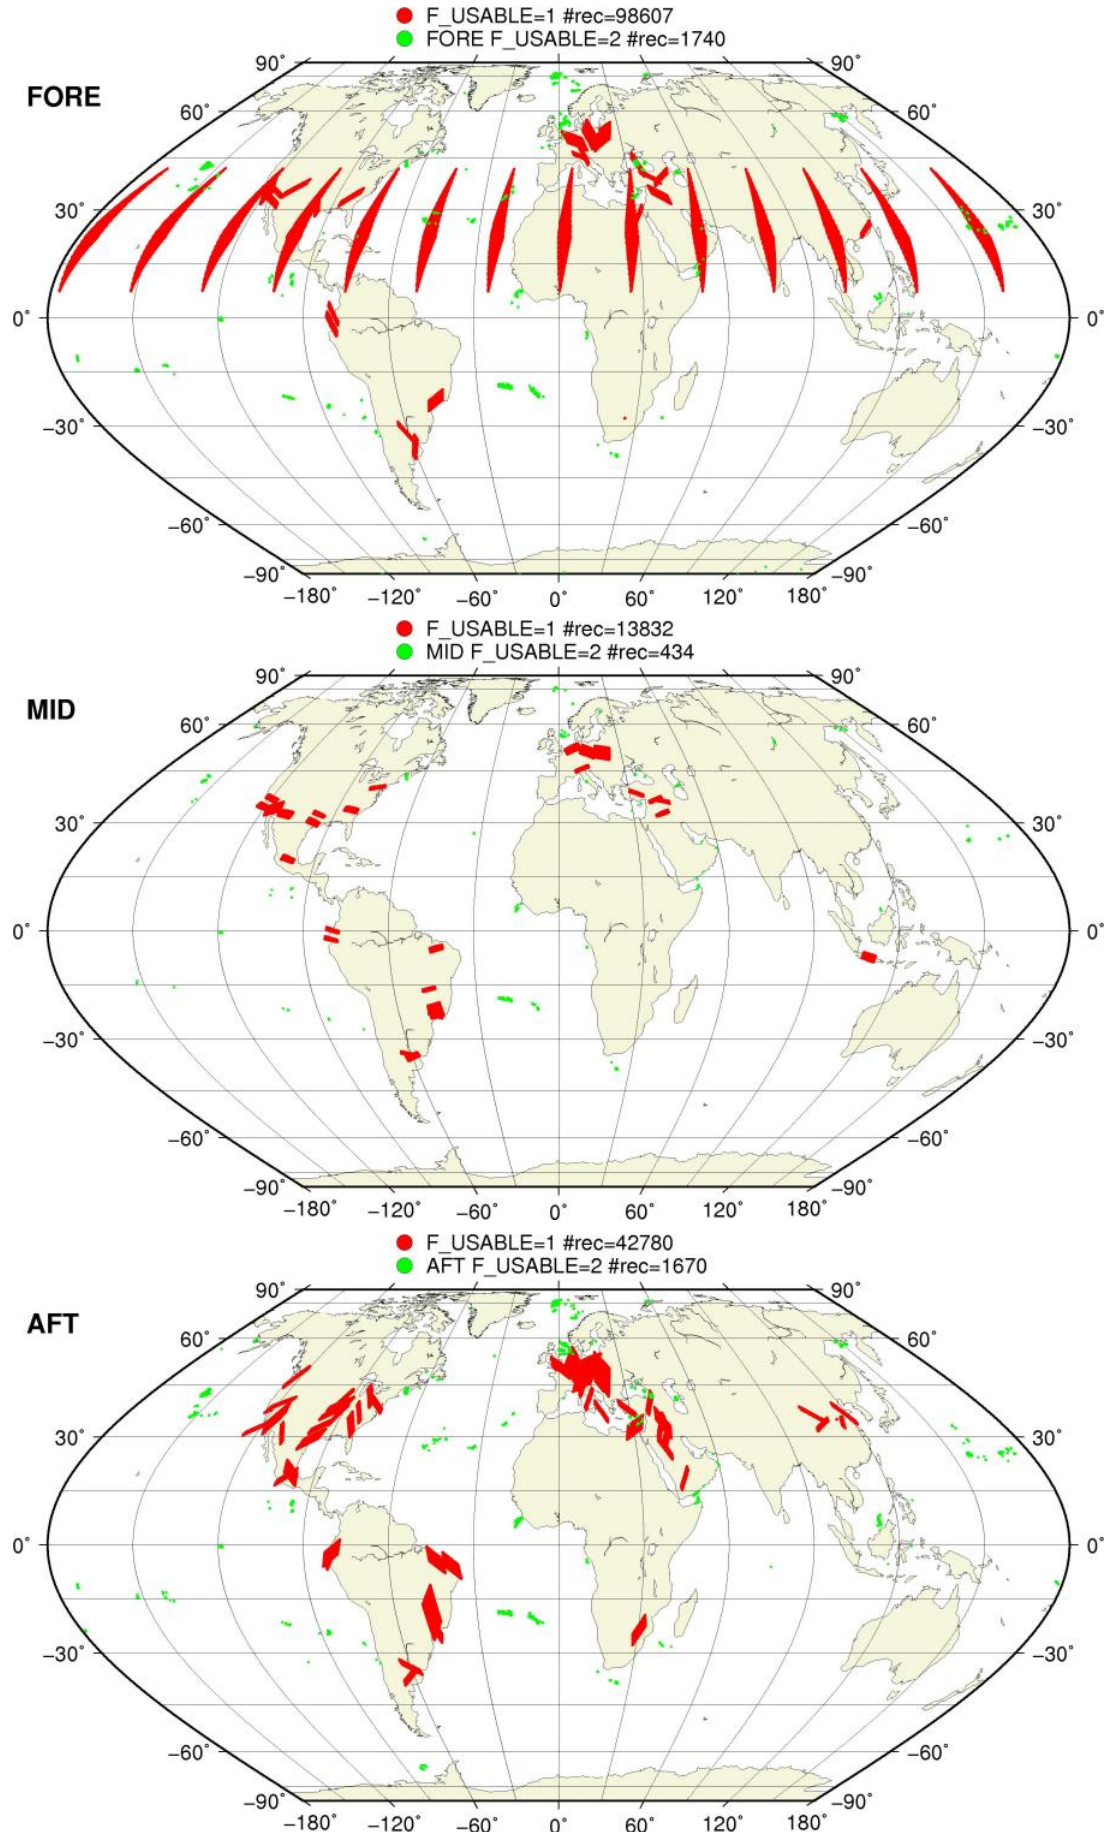 F_USABLE=1 #rec=98607
FORE F_USABLE=2 #rec=1740
FORE
90° 90°
60° 60°
30° 30°
0° 0°
−30° −30°
−60° −60°
−90° −90°
−180° −120° −60° 0° 60° 120° 180°
F_USABLE=1 #rec=13832
MID F_USABLE=2 #rec=434
MID
90° 90°
60° 60°
30° 30°
0° 0°
−30° −30°
−60° −60°
−90° −90°
−180° −120° −60° 0° 60° 120° 180°
F_USABLE=1 #rec=42780
AFT F_USABLE=2 #rec=1670
AFT
90° 90°
60° 60°
30° 30°
0° 0°
−30° −30°
−60° −60°
−90° −90°
−180° −120° −60° 0° 60° 120° 180°